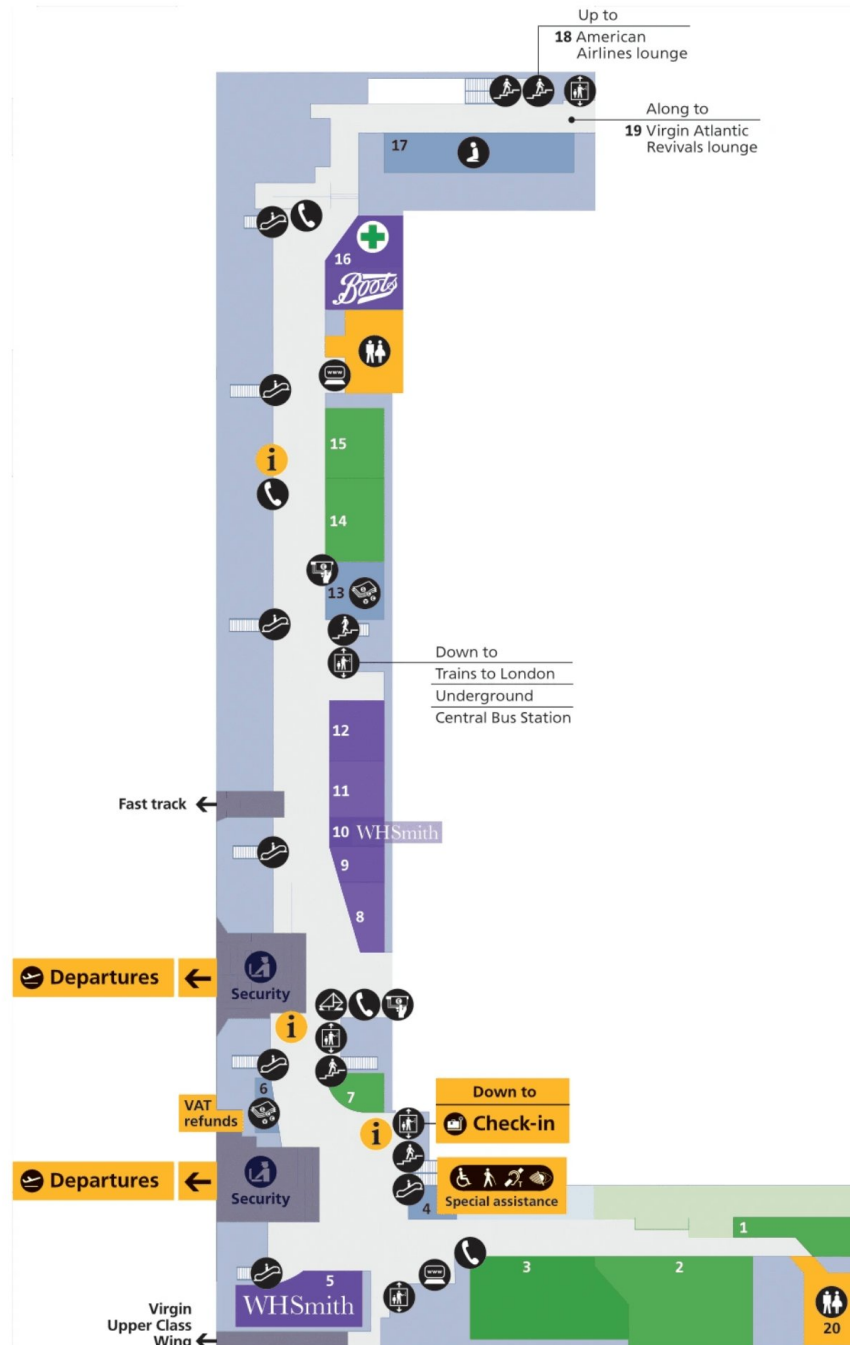 Up to
18 American
Airlines lounge
Along to
19 Virgin Atlantic
Revivals lounge
17
16
Boots
www
15
i
14
13
Down to
Trains to London
Underground
Central Bus Station
12
11
Fast track
10 WHSmith
9
8
Departures
Security
i
6
7
VAT
refunds
Down to
Check-in
i
Departures
Security
Special assistance
4
1
3
2
www
5
WHSmith
20
Virgin
Upper Class
Wing